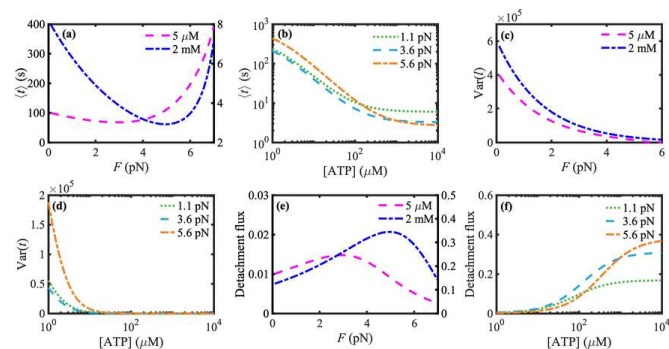 400 (a) 5 μM 8
2 mM
300 6
⟨t⟩ (s) 200
4
100
0 2
0 2 4 6
F (pN)
10³ (b) 1.1 pN
3.6 pN
10² 5.6 pN
⟨t⟩ (s)
10¹
10⁰
10⁰ 10² 10⁴
[ATP] (μM)
×10⁵
6 (c) 5 μM
2 mM
4
Var(l)
2
0
0 2 4 6
F (pN)
×10⁵
2 (d) 1.1 pN
3.6 pN
1.5 5.6 pN
Var(t) 1
0.5
0
10⁰ 10² 10⁴
[ATP] (μM)
0.03 (e) 5 μM 0.5
2 mM 0.4
0.02 0.3
Detachment flux
0.01 0.2
0.1
0 0
0 2 4 6
F (pN)
0.6 (f) 1.1 pN
3.6 pN
5.6 pN
0.4
Detachment flux
0.2
0
10⁰ 10² 10⁴
[ATP] (μM)